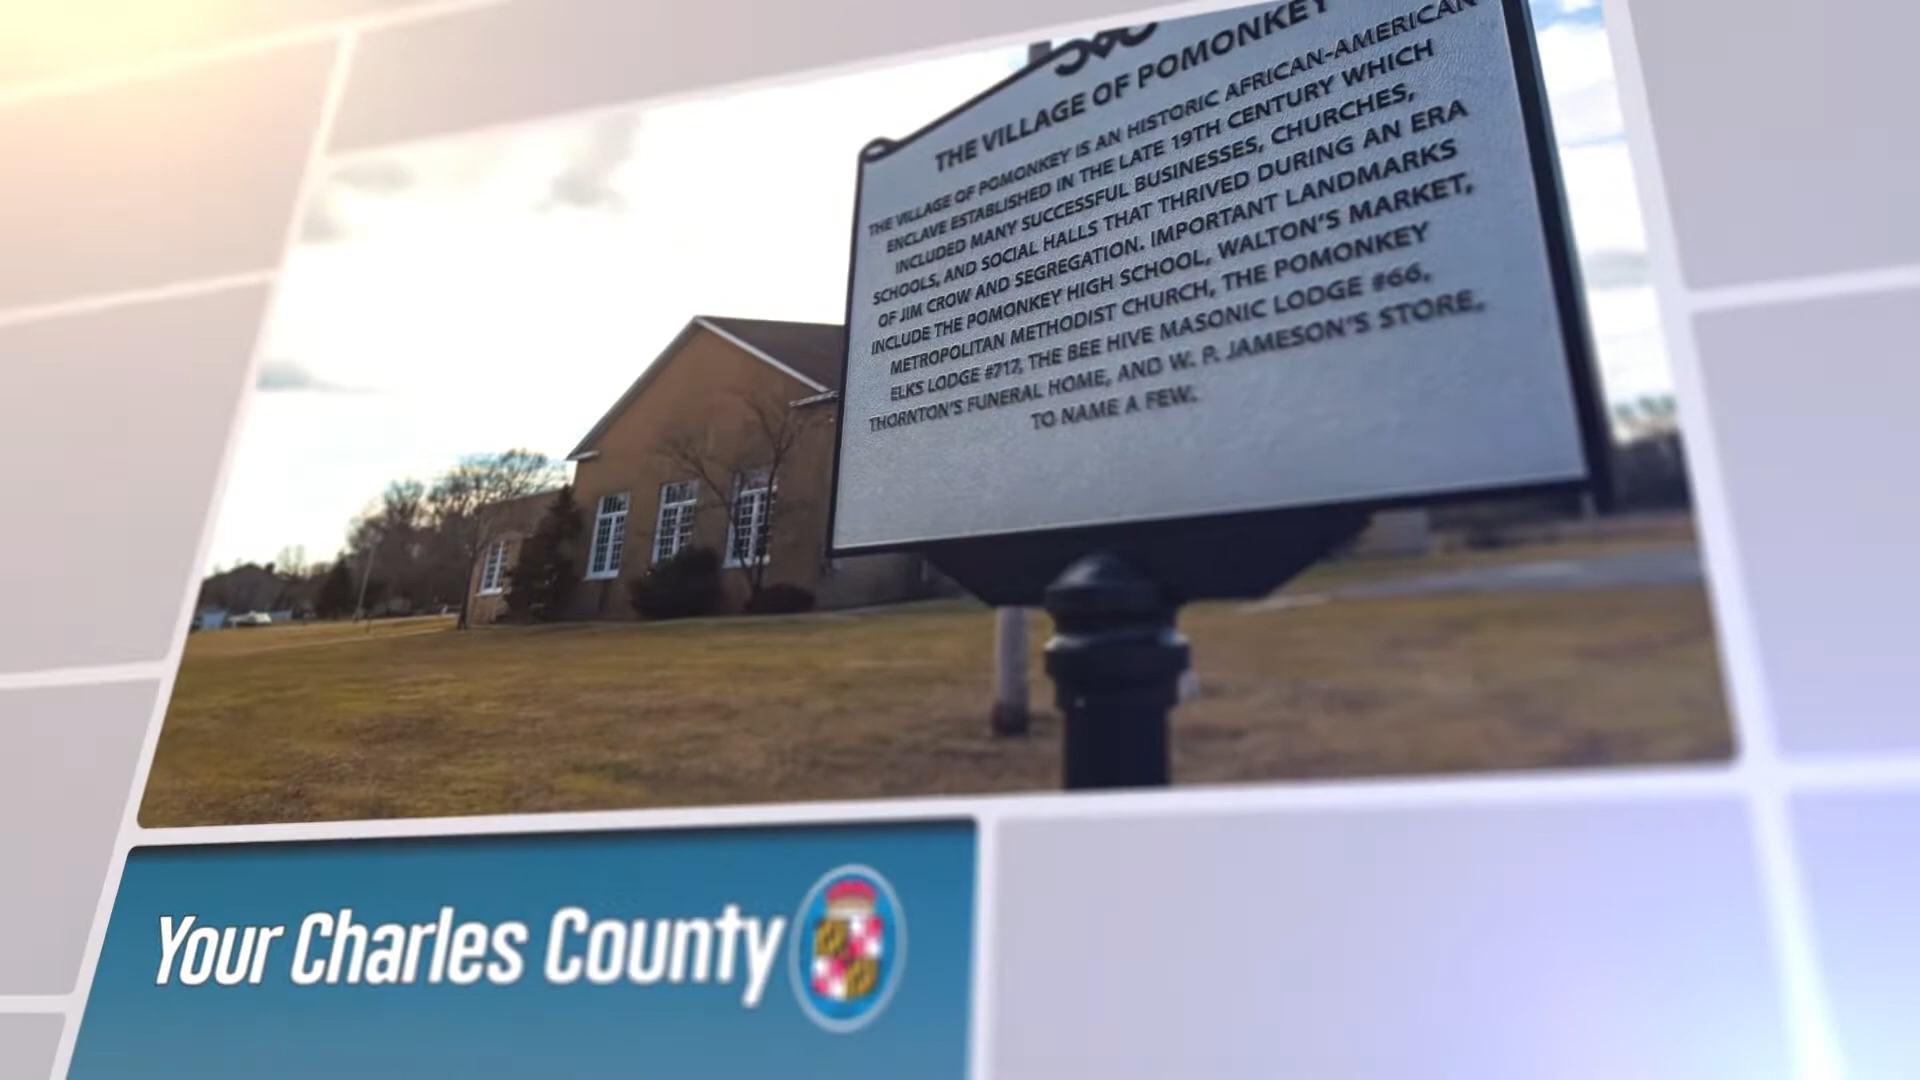 THE VILLAGE OF POMONKEY
THE VILLAGE OF POMONKEY IS AN HISTORIC AFRICAN-AMERICAN
ENCLAVE ESTABLISHED IN THE LATE 19TH CENTURY WHICH
INCLUDED MANY SUCCESSFUL BUSINESSES, CHURCHES,
SCHOOLS, AND SOCIAL HALLS THAT THRIVED DURING AN ERA
OF JIM CROW AND SEGREGATION. IMPORTANT LANDMARKS
INCLUDE THE POMONKEY HIGH SCHOOL, WALTON'S MARKET,
METROPOLITAN METHODIST CHURCH, THE POMONKEY
ELKS LODGE #717, THE BEE HIVE MASONIC LODGE #66,
THORNTON'S FUNERAL HOME, AND W. P. JAMESON'S STORE,
TO NAME A FEW.
Your Charles County